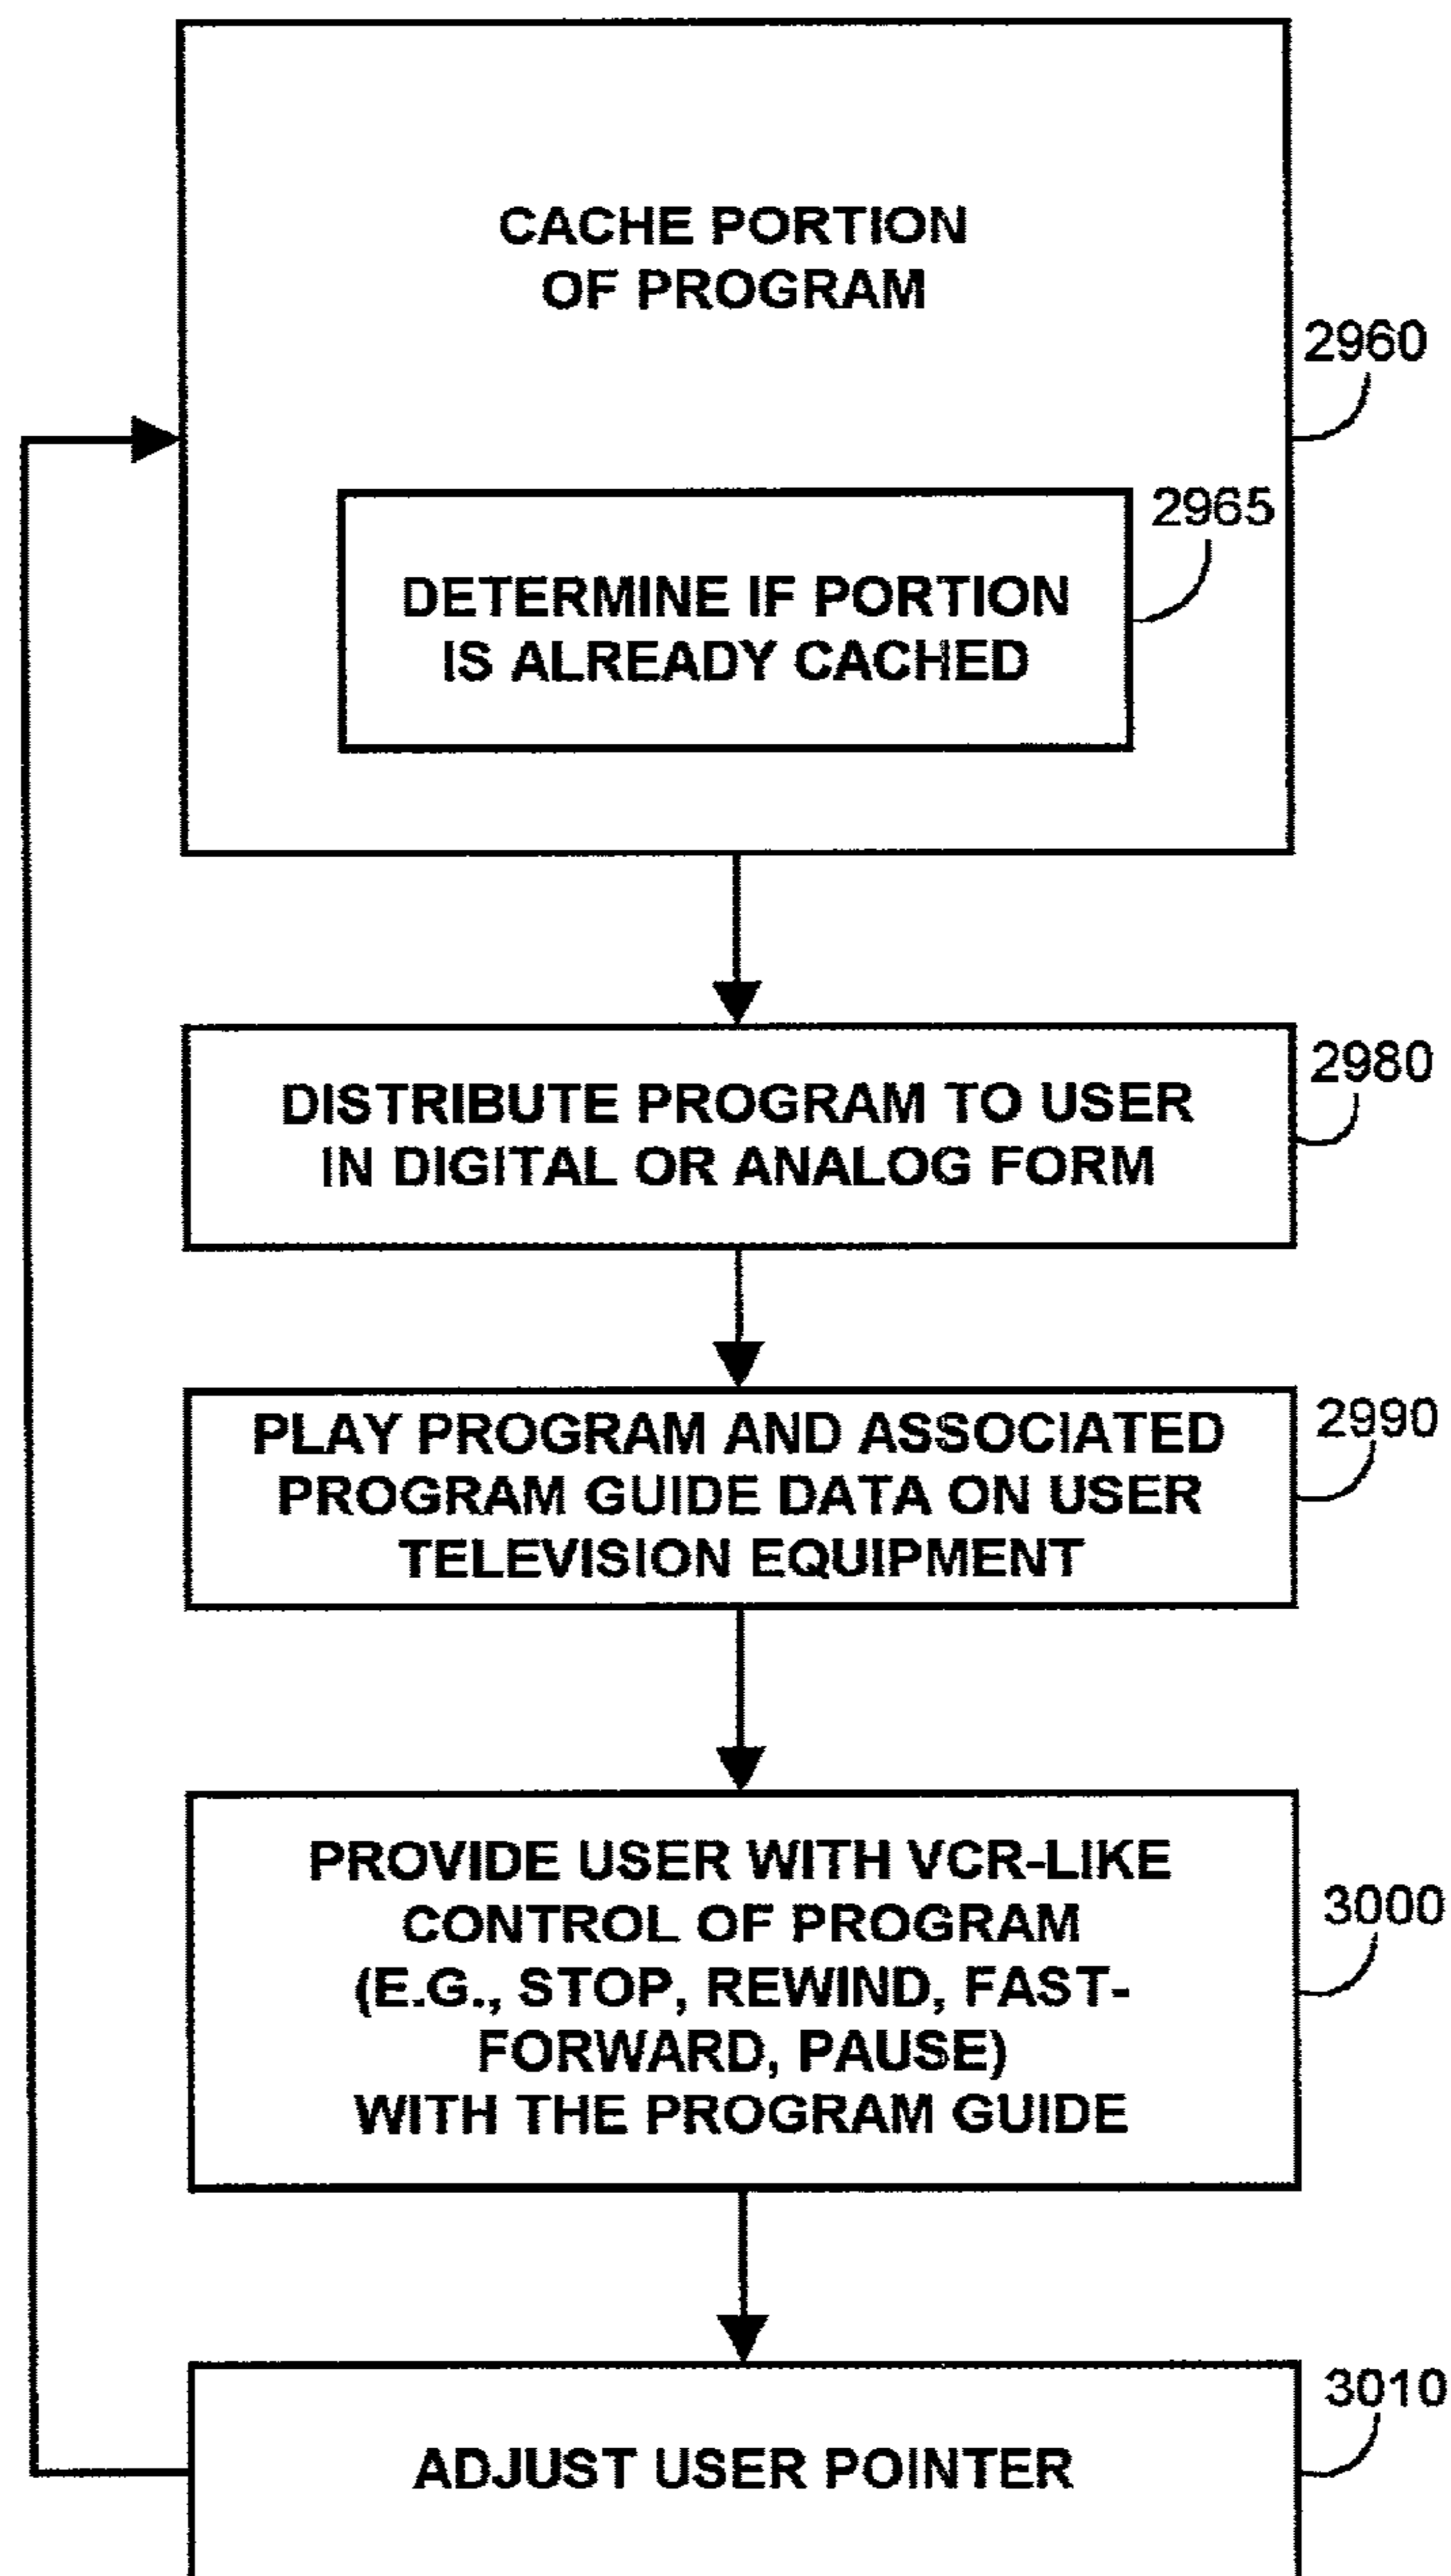 CACHE PORTION
OF PROGRAM
2960
2965
DETERMINE IF PORTION
IS ALREADY CACHED
2980
DISTRIBUTE PROGRAM TO USER
IN DIGITAL OR ANALOG FORM
2990
PLAY PROGRAM AND ASSOCIATED
PROGRAM GUIDE DATA ON USER
TELEVISION EQUIPMENT
PROVIDE USER WITH VCR-LIKE
3000
CONTROL OF PROGRAM
(E.G., STOP, REWIND, FAST-
FORWARD, PAUSE)
WITH THE PROGRAM GUIDE
3010
ADJUST USER POINTER